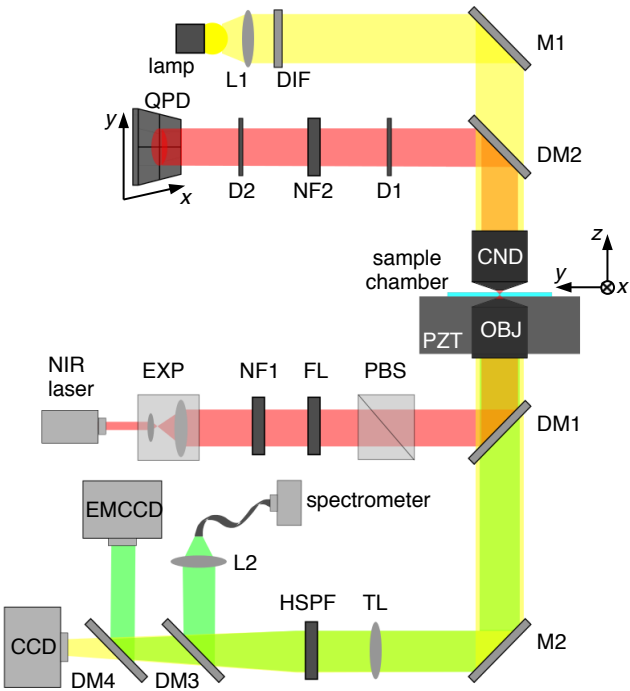 M1
lamp
L1
DIF
QPD
y
x
D2
NF2
D1
DM2
CND
sample
chamber
z
y
x
PZT
OBJ
NIR
laser
EXP
NF1
FL
PBS
DM1
EMCCD
spectrometer
L2
HSPF
TL
M2
CCD
DM4
DM3